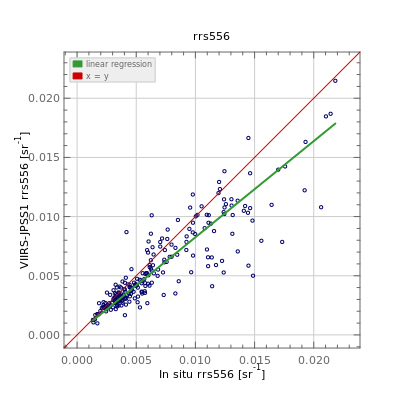 rrs556
linear regression
x = y
0.020
0.015
0.010
0.005
0.000
VIIRS-JPSS1 rrs556 [sr⁻¹]
0.000 0.005 0.010 0.015 0.020
In situ rrs556 [sr⁻¹]